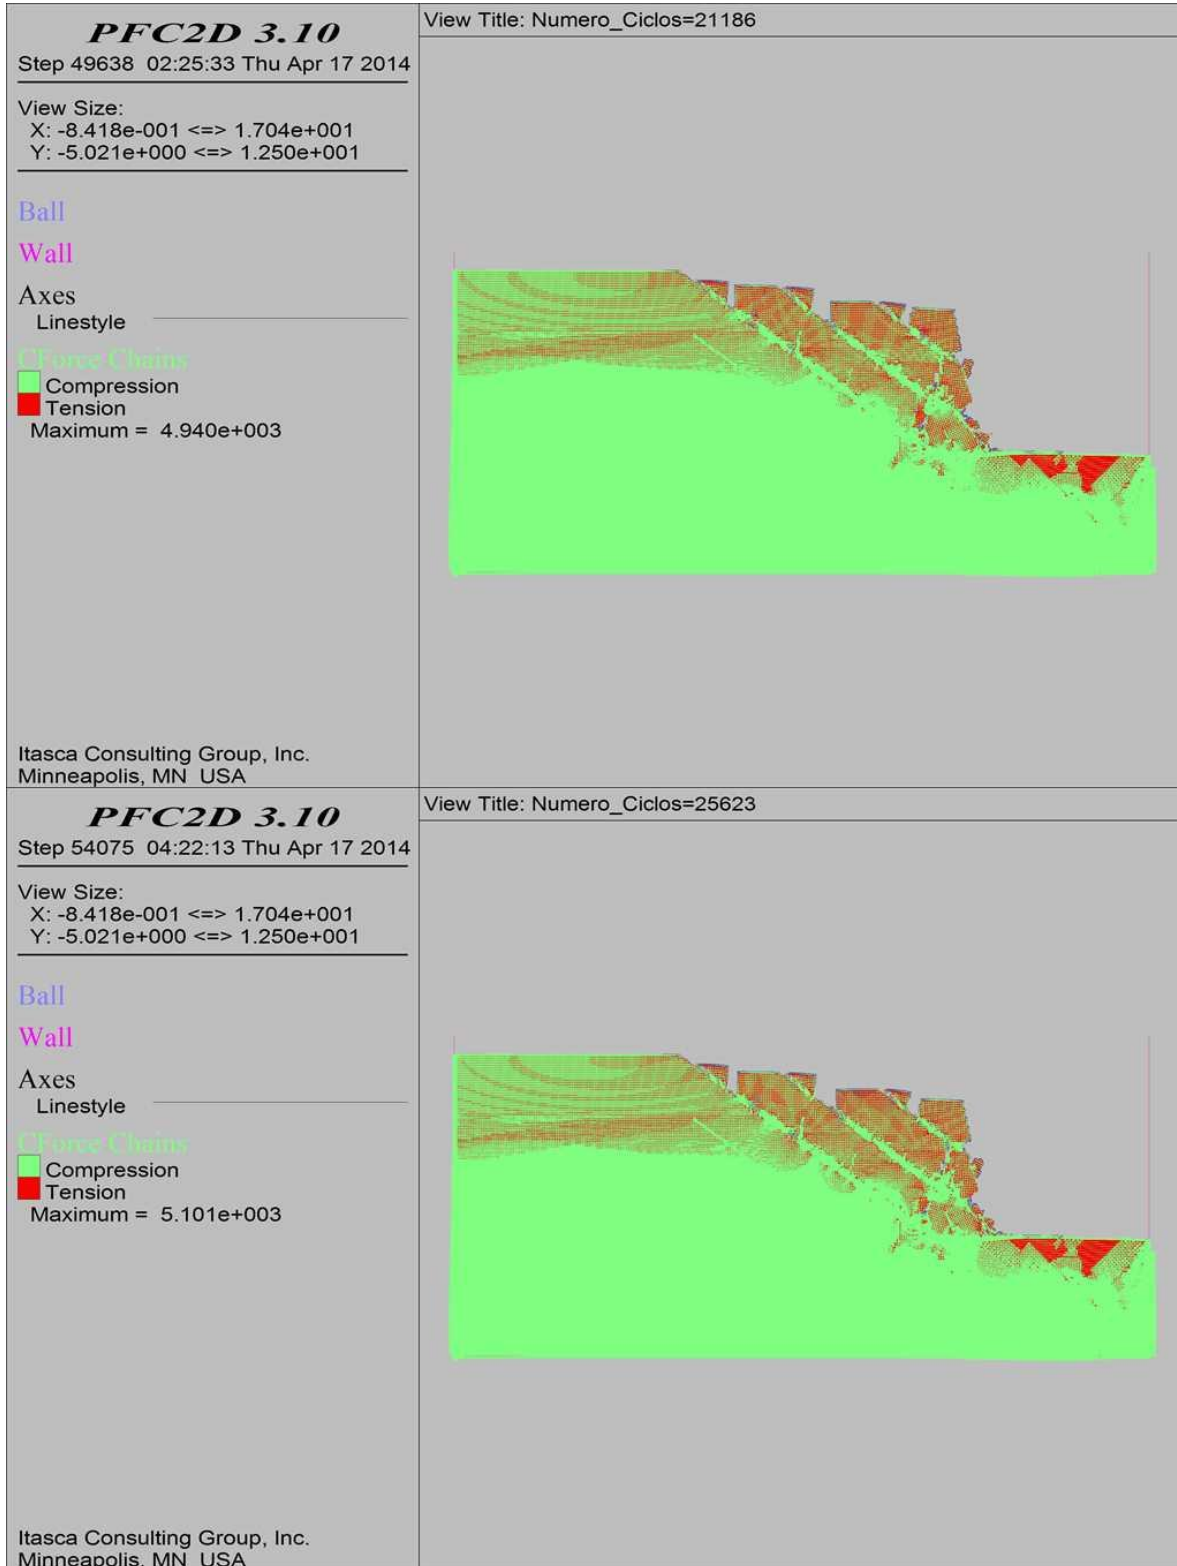 PFC2D 3.10
Step 49638 02:25:33 Thu Apr 17 2014
View Size:
X: -8.418e-001 <=> 1.704e+001
Y: -5.021e+000 <=> 1.250e+001
Ball
Wall
Axes
Linestyle
CForce Chains
Compression
Tension
Maximum = 4.940e+003
Itasca Consulting Group, Inc.
Minneapolis, MN USA
View Title: Numero_Ciclos=21186
PFC2D 3.10
Step 54075 04:22:13 Thu Apr 17 2014
View Size:
X: -8.418e-001 <=> 1.704e+001
Y: -5.021e+000 <=> 1.250e+001
Ball
Wall
Axes
Linestyle
CForce Chains
Compression
Tension
Maximum = 5.101e+003
Itasca Consulting Group, Inc.
Minneapolis, MN USA
View Title: Numero_Ciclos=25623